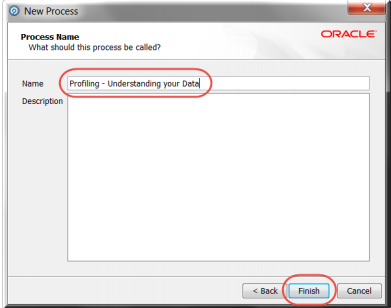 New Process
Process Name
ORACLE
What should this process be called?
Name
Profiling - Understanding your Data
Description
< Back
Finish
Cancel